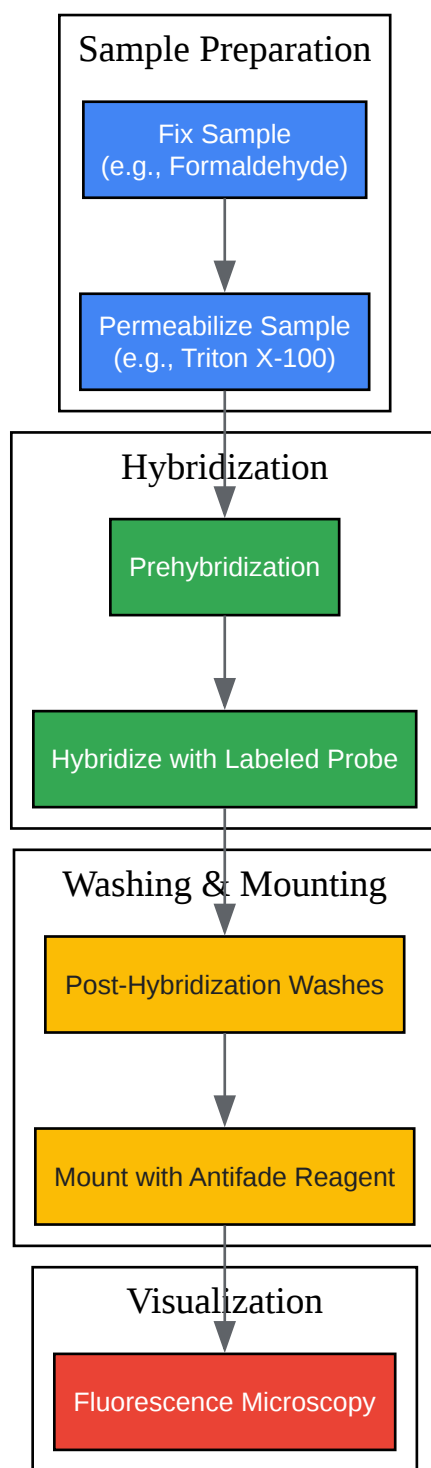 Sample Preparation
Fix Sample
(e.g., Formaldehyde)
Permeabilize Sample
(e.g., Triton X-100)
Hybridization
Prehybridization
Hybridize with Labeled Probe
Washing & Mounting
Post-Hybridization Washes
Mount with Antifade Reagent
Visualization
Fluorescence Microscopy